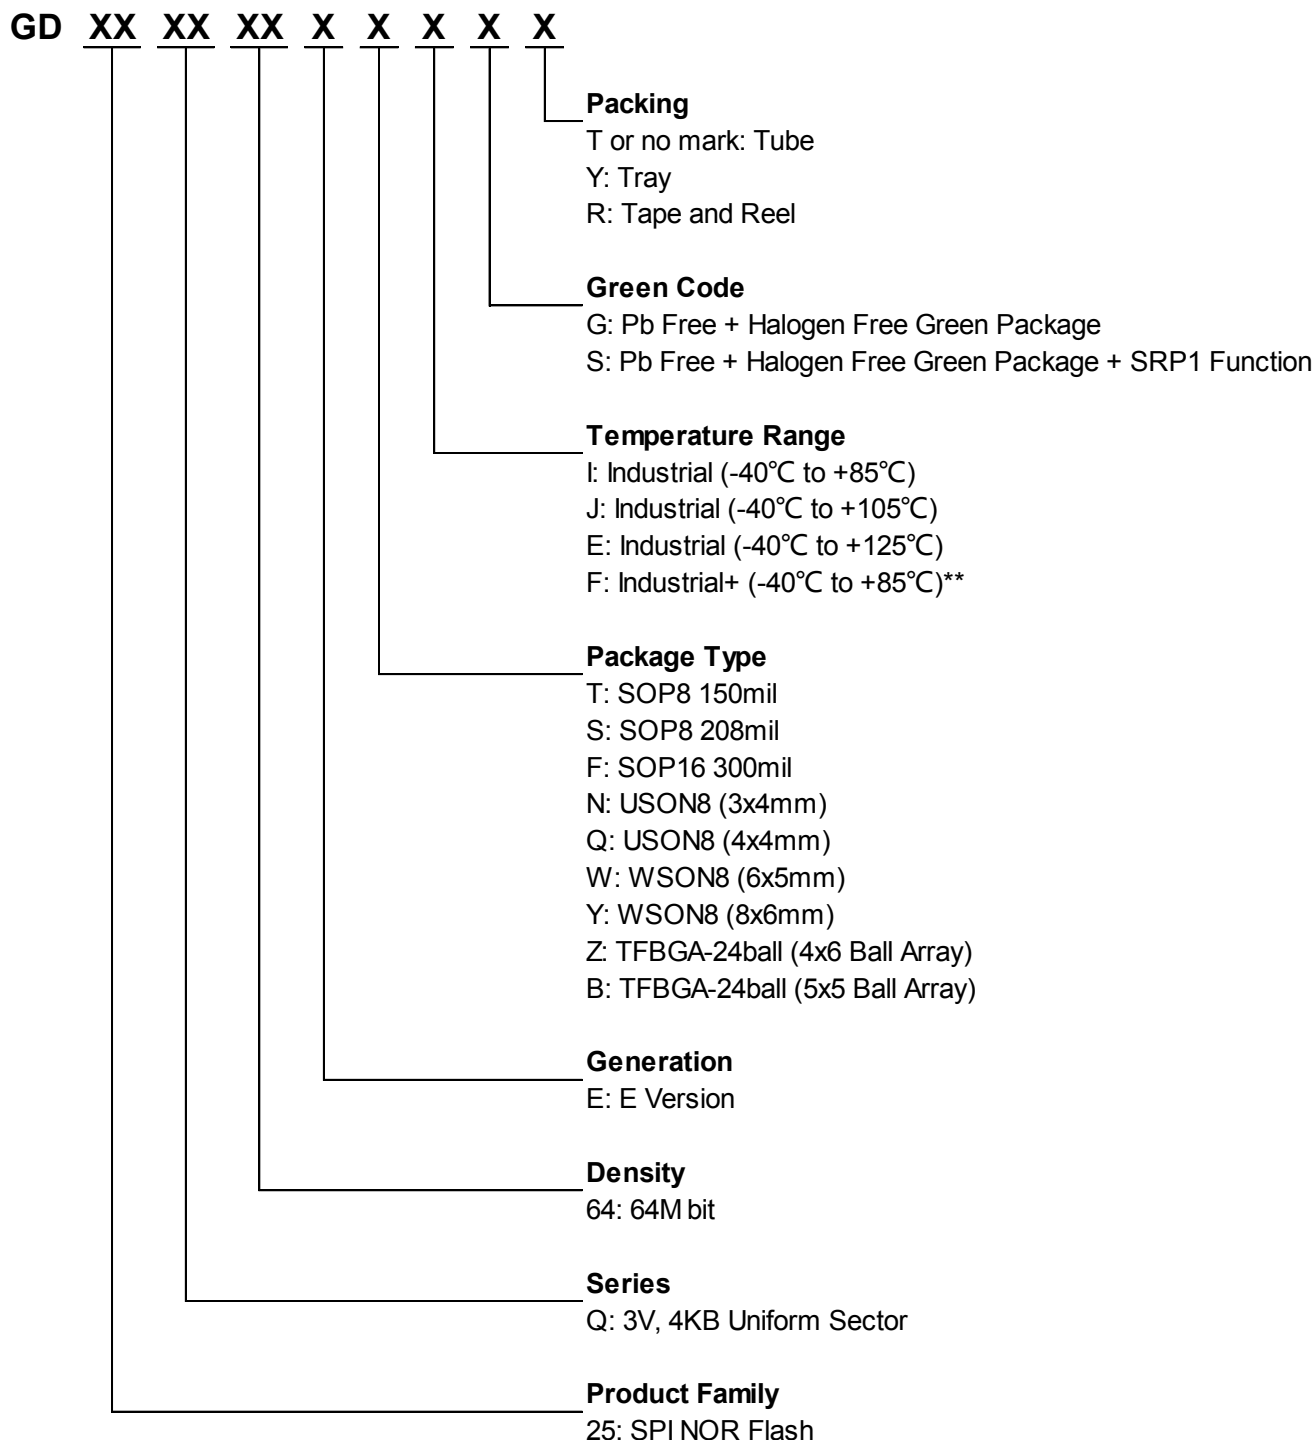 GD XX XX XX X X X X X
Packing
T or no mark: Tube
Y: Tray
R: Tape and Reel
Green Code
G: Pb Free + Halogen Free Green Package
S: Pb Free + Halogen Free Green Package + SRP1 Function
Temperature Range
I: Industrial (-40℃ to +85℃)
J: Industrial (-40℃ to +105℃)
E: Industrial (-40℃ to +125℃)
F: Industrial+ (-40℃ to +85℃)**
Package Type
T: SOP8 150mil
S: SOP8 208mil
F: SOP16 300mil
N: USON8 (3x4mm)
Q: USON8 (4x4mm)
W: WSON8 (6x5mm)
Y: WSON8 (8x6mm)
Z: TFBGA-24ball (4x6 Ball Array)
B: TFBGA-24ball (5x5 Ball Array)
Generation
E: E Version
Density
64: 64M bit
Series
Q: 3V, 4KB Uniform Sector
Product Family
25: SPI NOR Flash